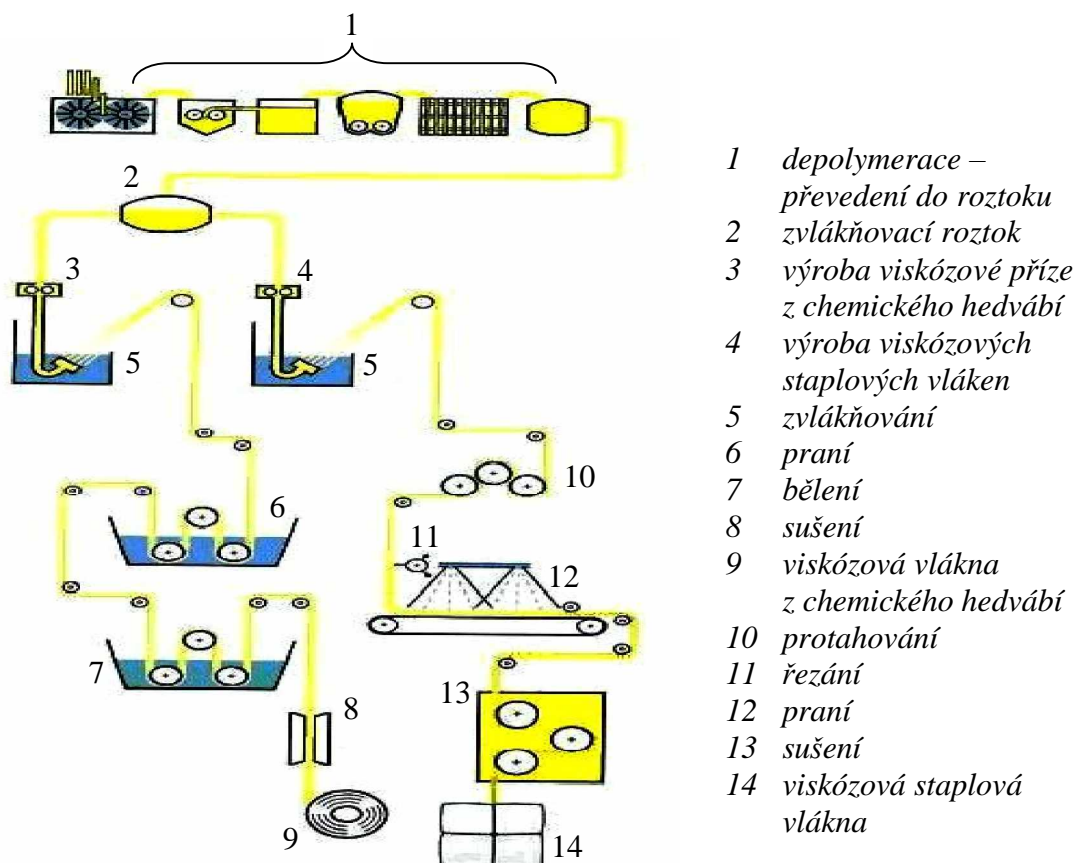 1
2
3
4
5
5
6
7
8
9
10
11
12
13
14
1 depolymerace –
převedení do roztoku
2 zvlákňovací roztok
3 výroba viskózové příze
z chemického hedvábí
4 výroba viskózových
staplových vláken
5 zvlákňování
6 praní
7 bělení
8 sušení
9 viskózová vlákna
z chemického hedvábí
10 protahování
11 řezání
12 praní
13 sušení
14 viskózová staplová
vlákna